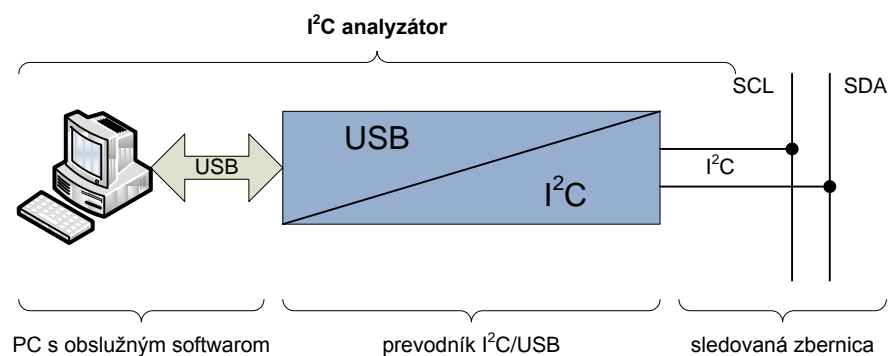 I²C analyzátor
SCL SDA
USB
USB
I²C
I²C
PC s obslužným softwarom prevodník I²C/USB sledovaná zbernica